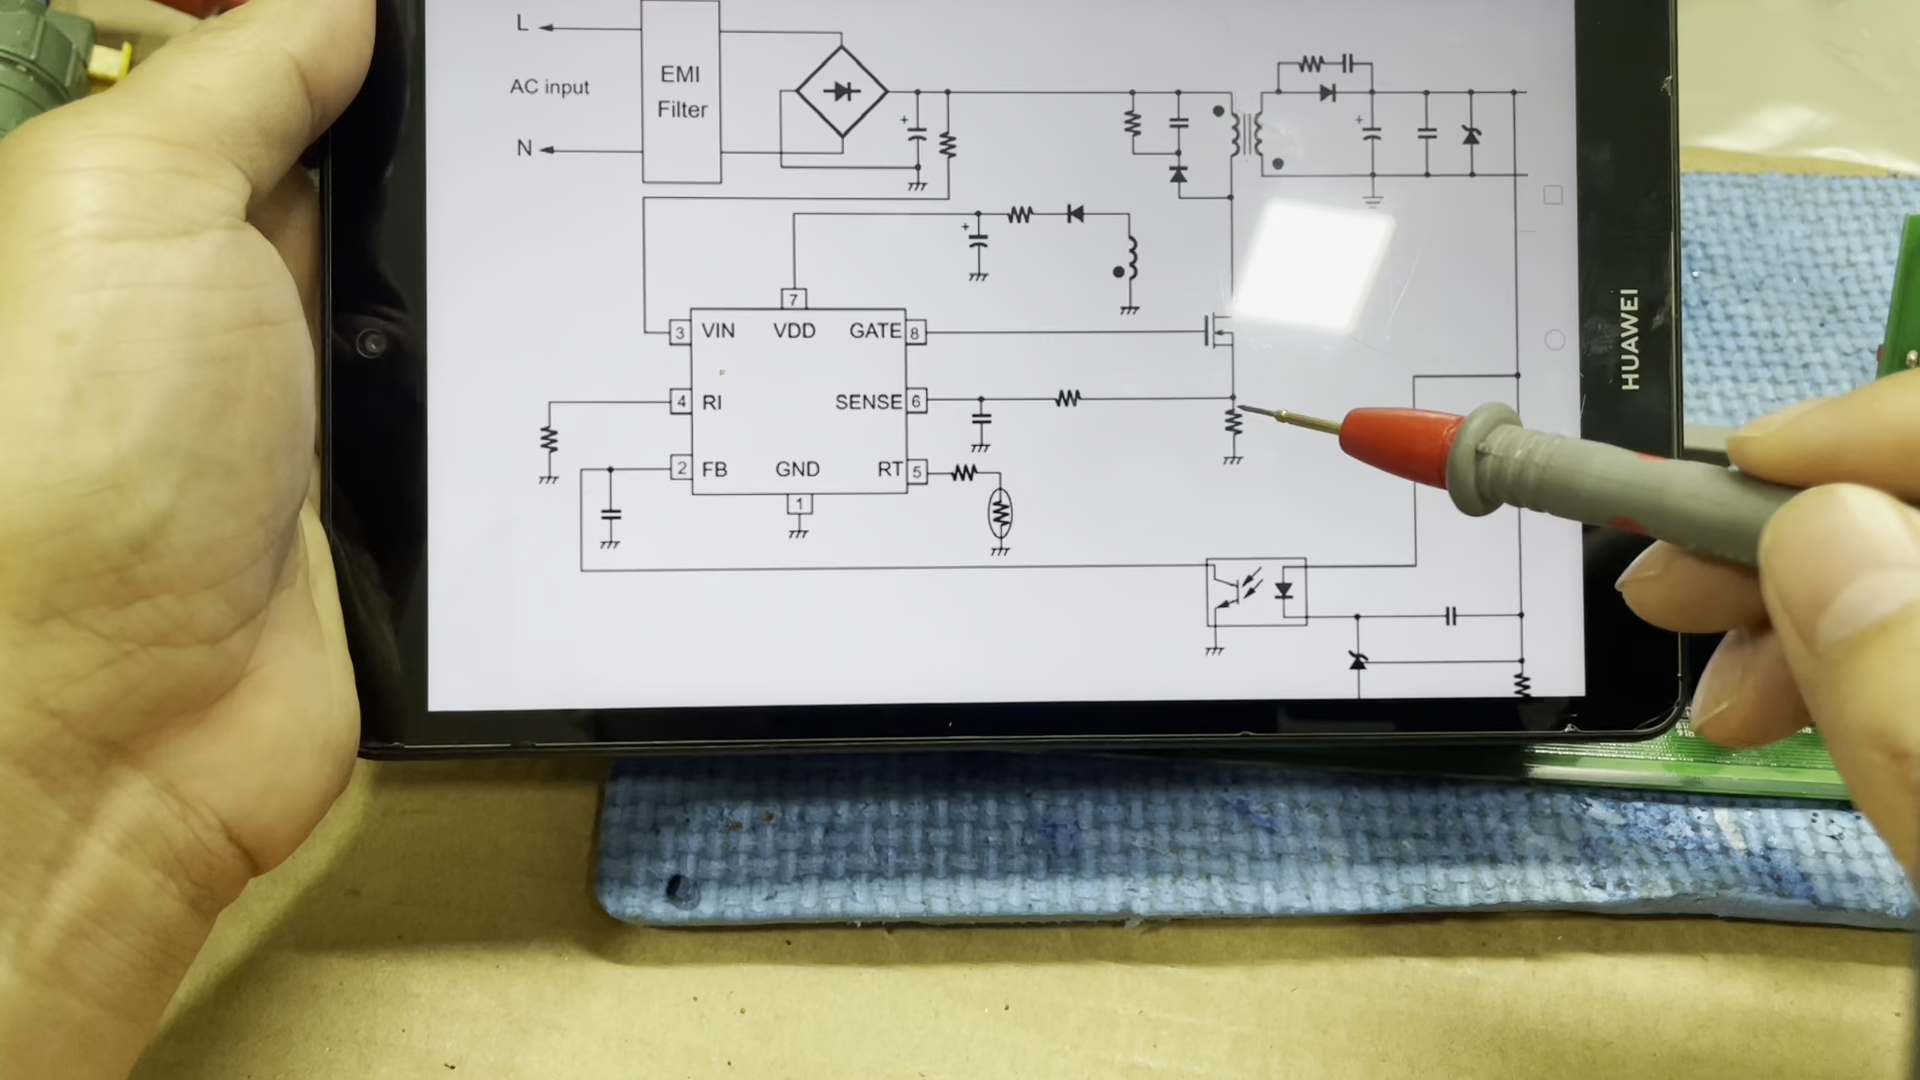 L
AC input
N
EMI
Filter
+
+
+
7
3 VIN VDD GATE 8
4 RI SENSE 6
2 FB GND RT 5
1
HUAWEI